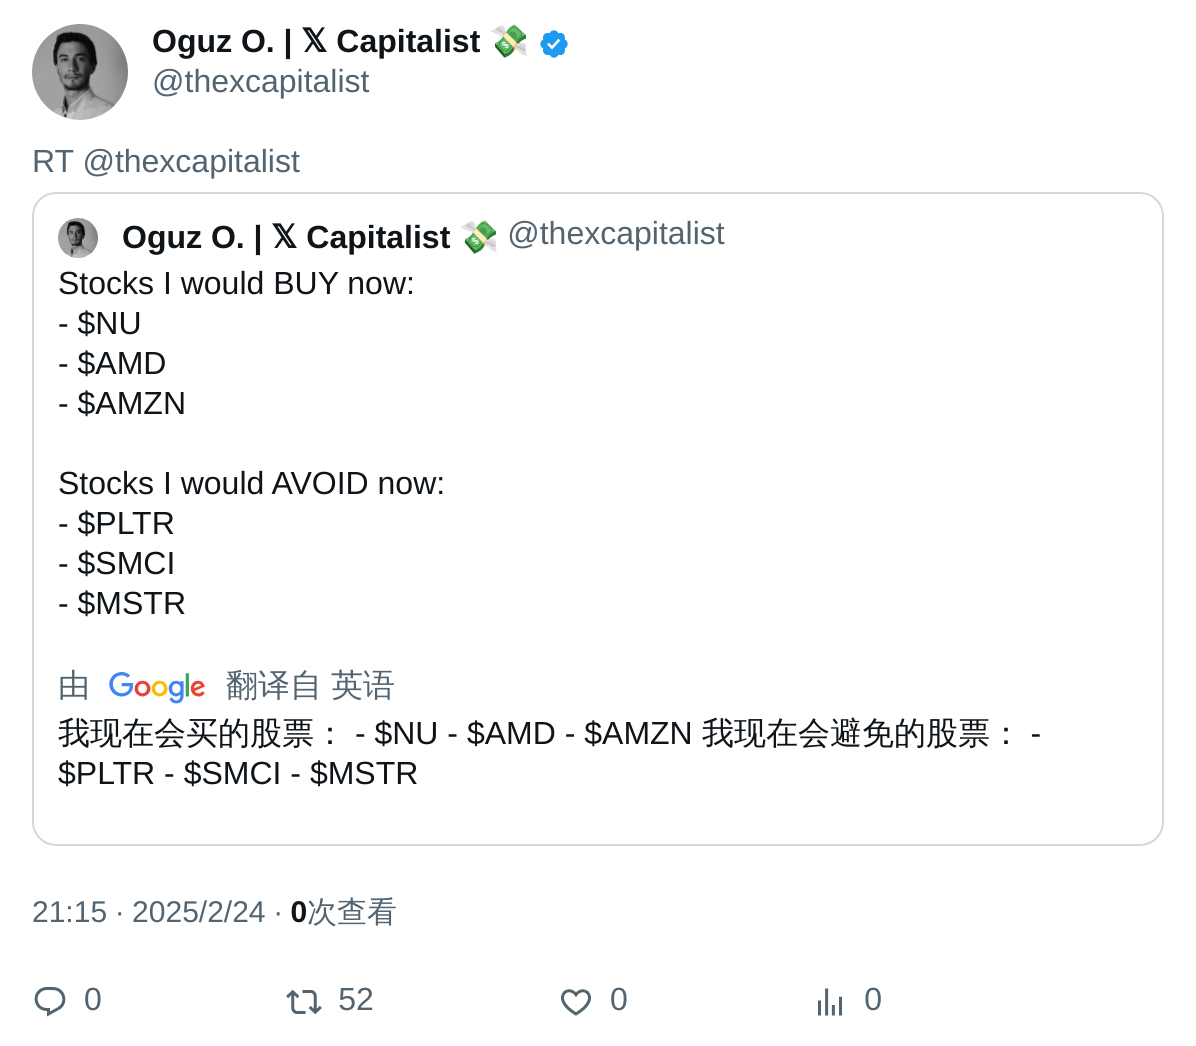 Oguz O. | 𝕏 Capitalist 💸
@thexcapitalist
RT @thexcapitalist
Oguz O. | 𝕏 Capitalist 💸 @thexcapitalist
Stocks I would BUY now:
- $NU
- $AMD
- $AMZN
Stocks I would AVOID now:
- $PLTR
- $SMCI
- $MSTR
由 Google 翻译自 英语
我现在会买的股票： - $NU - $AMD - $AMZN 我现在会避免的股票： -
$PLTR - $SMCI - $MSTR
21:15 · 2025/2/24 · 0次查看
0 52 0 0